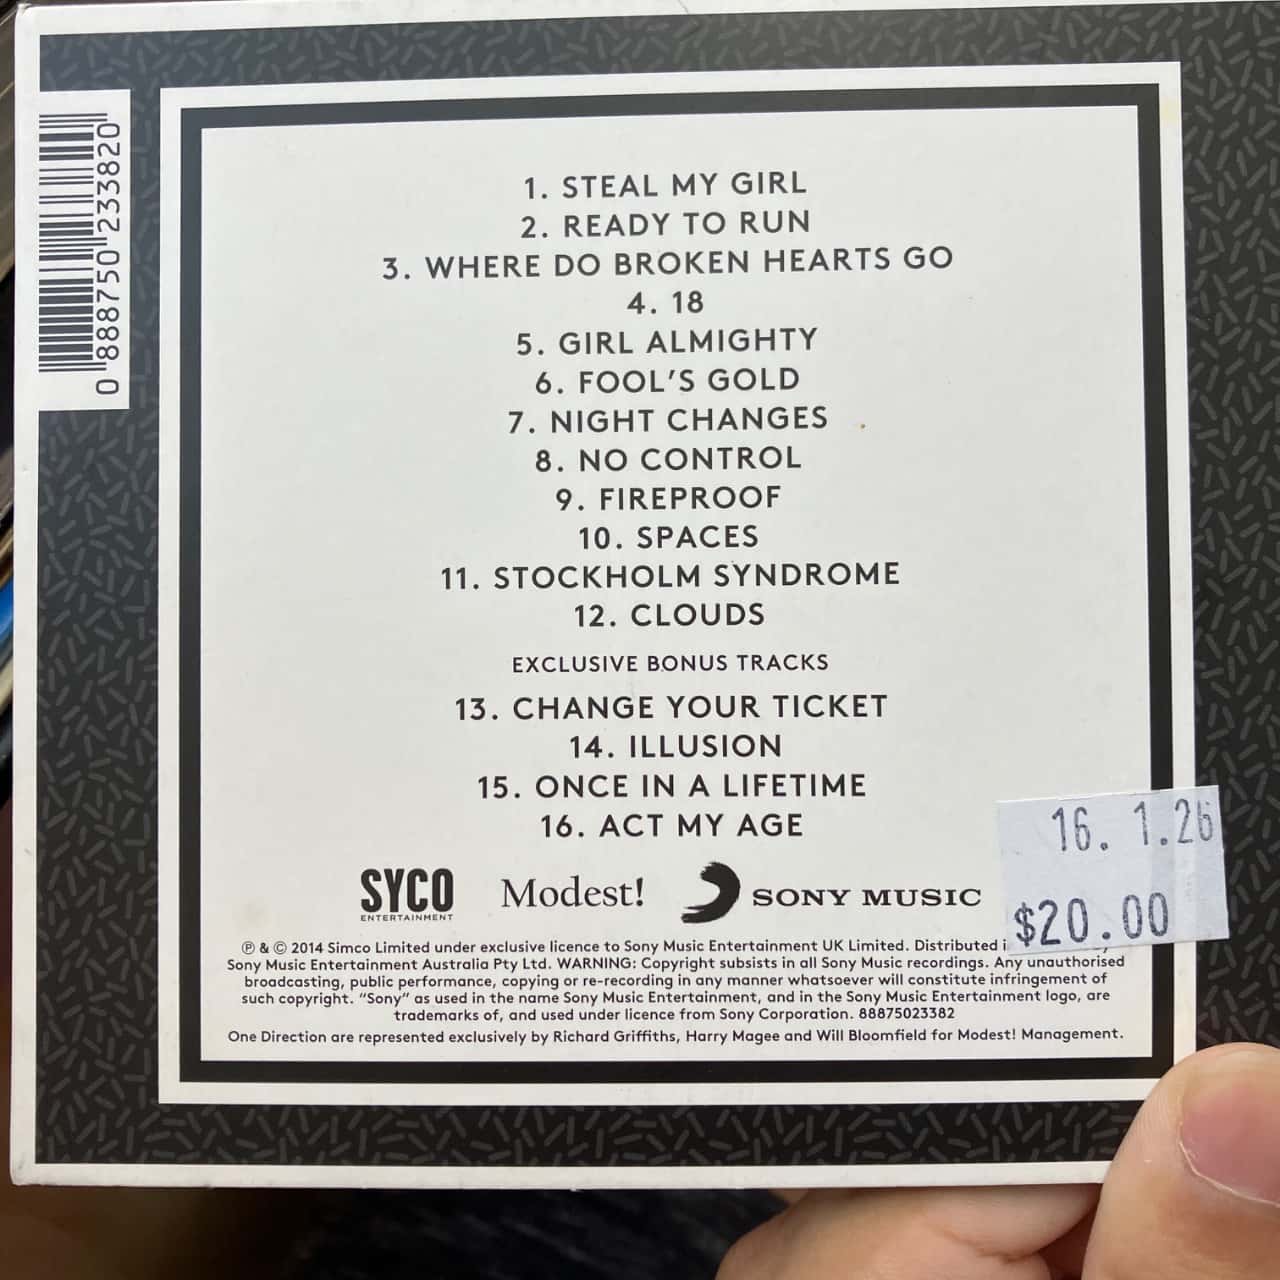 0 888750 233820
1. STEAL MY GIRL
2. READY TO RUN
3. WHERE DO BROKEN HEARTS GO
4. 18
5. GIRL ALMIGHTY
6. FOOL'S GOLD
7. NIGHT CHANGES
8. NO CONTROL
9. FIREPROOF
10. SPACES
11. STOCKHOLM SYNDROME
12. CLOUDS
EXCLUSIVE BONUS TRACKS
13. CHANGE YOUR TICKET
14. ILLUSION
15. ONCE IN A LIFETIME
16. ACT MY AGE
16. 1.26
$20.00
SYCO
ENTERTAINMENT
Modest!
SONY MUSIC
℗ & © 2014 Simco Limited under exclusive licence to Sony Music Entertainment UK Limited. Distributed
Sony Music Entertainment Australia Pty Ltd. WARNING: Copyright subsists in all Sony Music recordings. Any unauthorised
broadcasting, public performance, copying or re-recording in any manner whatsoever will constitute infringement of
such copyright. "Sony" as used in the name Sony Music Entertainment, and in the Sony Music Entertainment logo, are
trademarks of, and used under licence from Sony Corporation. 88875023382
One Direction are represented exclusively by Richard Griffiths, Harry Magee and Will Bloomfield for Modest! Management.